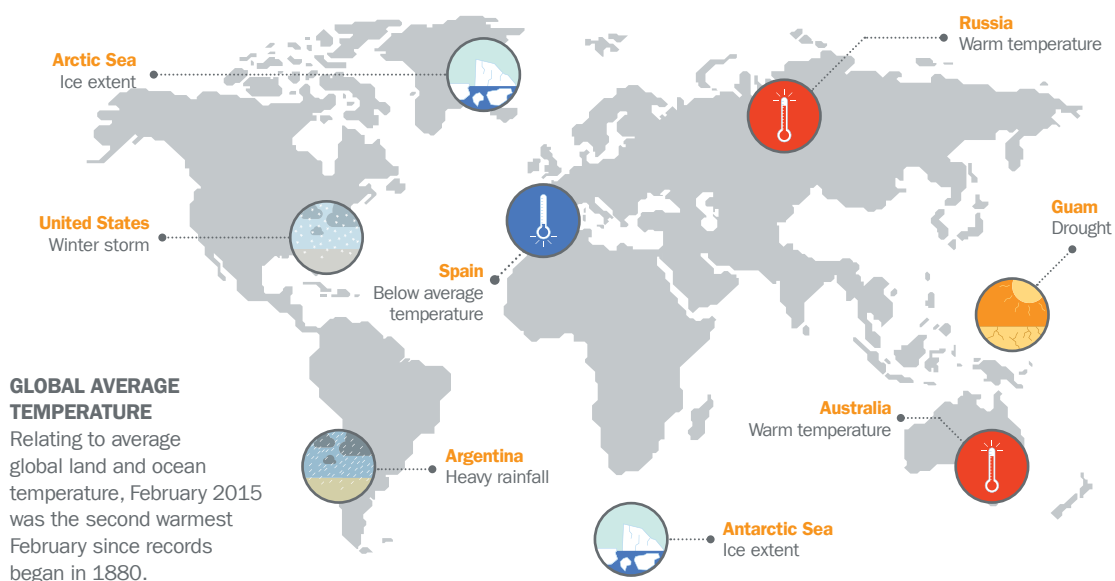 Russia
Warm temperature
Arctic Sea
Ice extent
United States
Winter storm
Guam
Drought
Spain
Below average
temperature
GLOBAL AVERAGE
TEMPERATURE
Relating to average
global land and ocean
temperature, February 2015
was the second warmest
February since records
began in 1880.
Australia
Warm temperature
Argentina
Heavy rainfall
Antarctic Sea
Ice extent